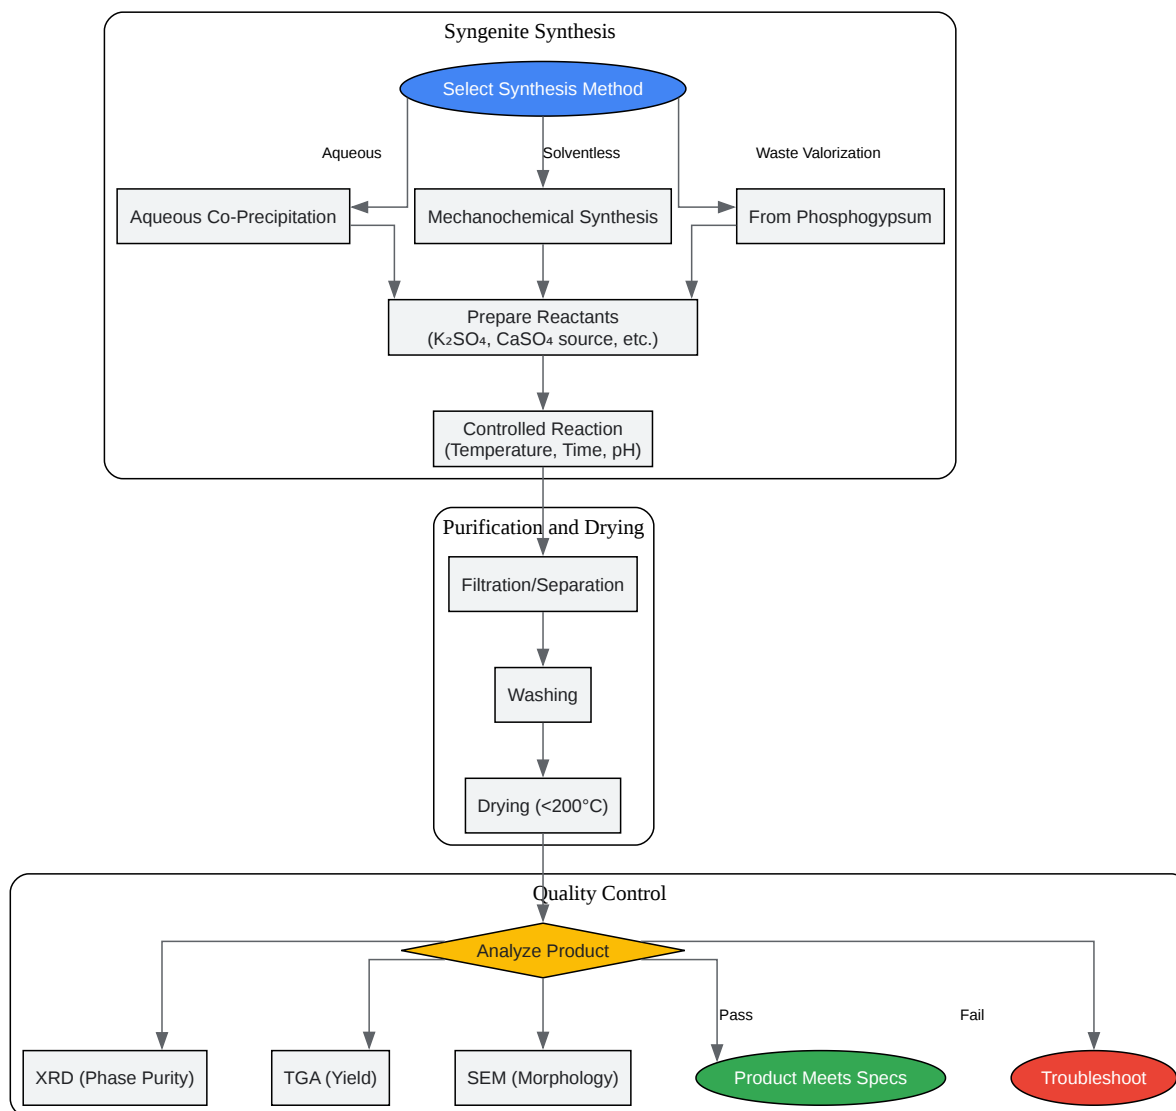 Syngenite Synthesis
Select Synthesis Method
Aqueous
Solventless
Waste Valorization
Aqueous Co-Precipitation
Mechanochemical Synthesis
From Phosphogypsum
Prepare Reactants
(K₂SO₄, CaSO₄ source, etc.)
Controlled Reaction
(Temperature, Time, pH)
Purification and Drying
Filtration/Separation
Washing
Drying (<200°C)
Quality Control
Analyze Product
Pass
Fail
XRD (Phase Purity)
TGA (Yield)
SEM (Morphology)
Product Meets Specs
Troubleshoot